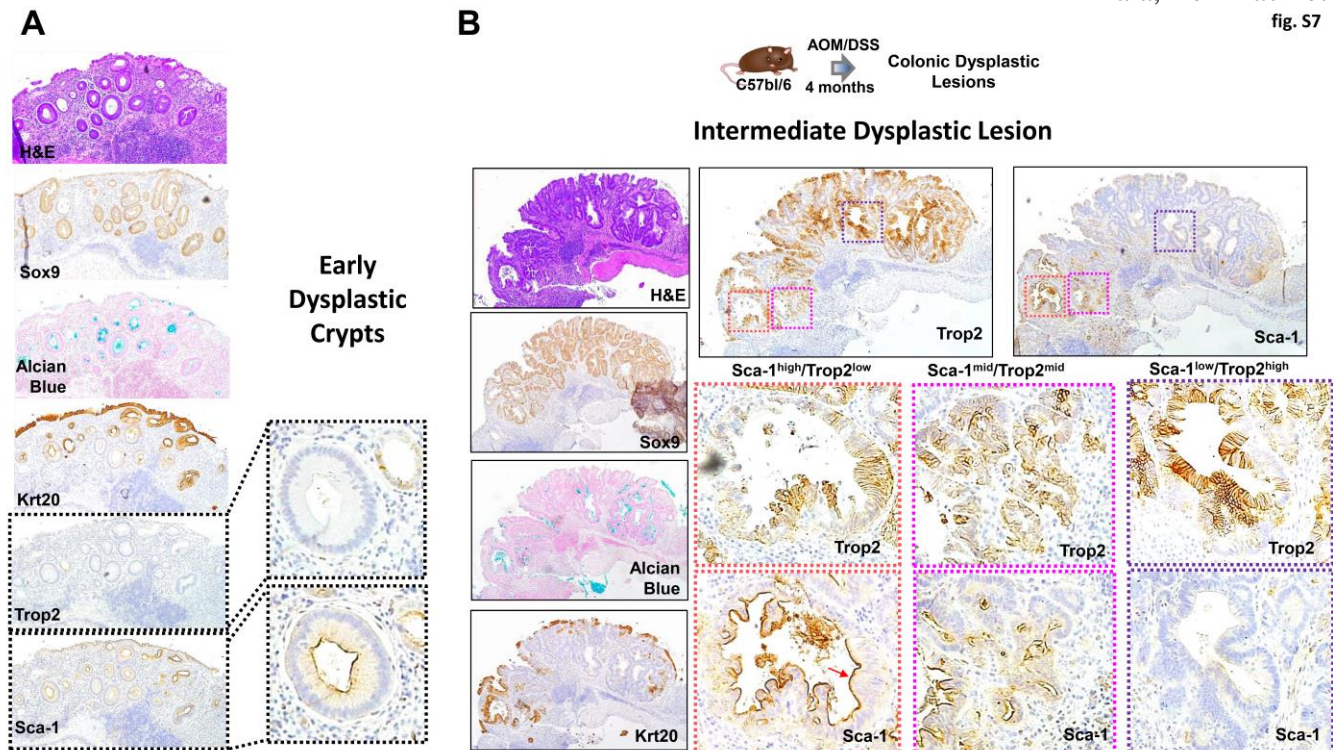 A
B
fig. S7
H&E
Sox9
Alcian
Blue
Krt20
Trop2
Sca-1
Early
Dysplastic
Crypts
AOM/DSS
C57bl/6
4 months
Colonic Dysplastic
Lesions
Intermediate Dysplastic Lesion
H&E
Trop2
Sca-1
Sox9
Alcian
Blue
Krt20
Sca-1high/Trop2low
Sca-1mid/Trop2mid
Sca-1low/Trop2high
Trop2
Trop2
Trop2
Sca-1
Sca-1
Sca-1